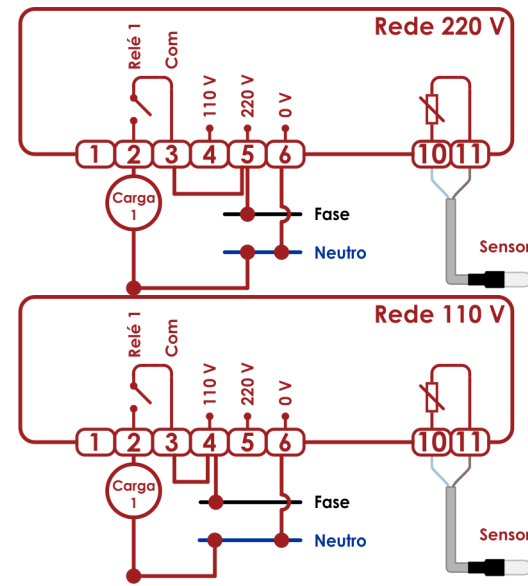 Rede 220 V
Relé 1
Com
110 V
220 V
0 V
1 2 3 4 5 6 10 11
Carga
1
Fase
Neutro
Sensor
Rede 110 V
Relé 1
Com
110 V
220 V
0 V
1 2 3 4 5 6 10 11
Carga
1
Fase
Neutro
Sensor